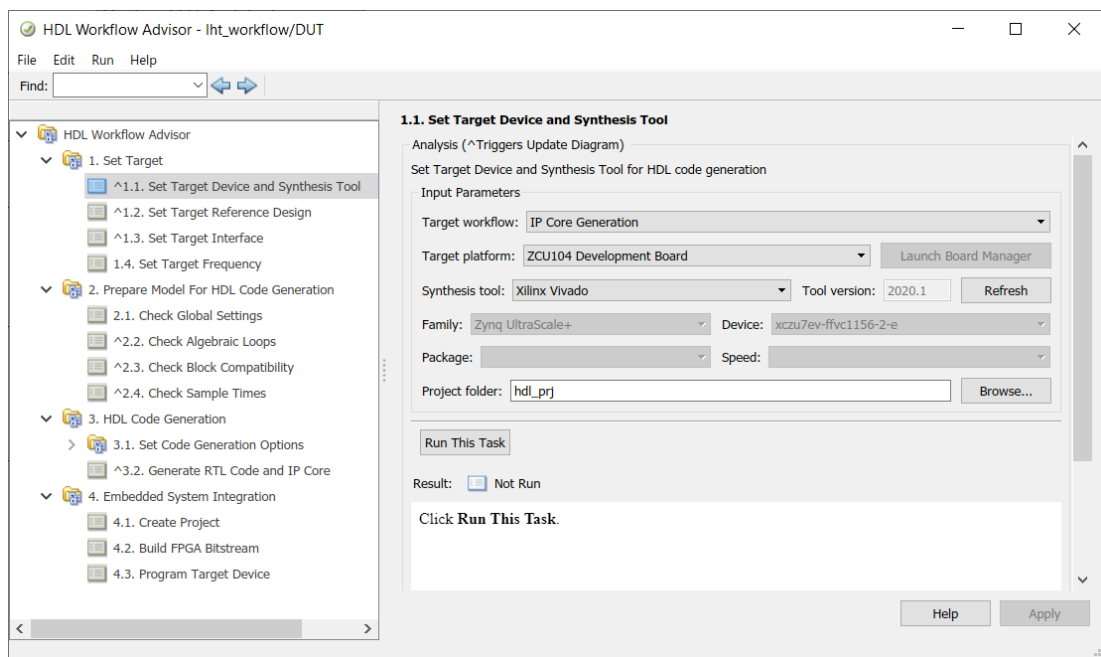 HDL Workflow Advisor - lht_workflow/DUT
File Edit Run Help
Find:
HDL Workflow Advisor
1. Set Target
^1.1. Set Target Device and Synthesis Tool
^1.2. Set Target Reference Design
^1.3. Set Target Interface
1.4. Set Target Frequency
2. Prepare Model For HDL Code Generation
2.1. Check Global Settings
^2.2. Check Algebraic Loops
^2.3. Check Block Compatibility
^2.4. Check Sample Times
3. HDL Code Generation
3.1. Set Code Generation Options
^3.2. Generate RTL Code and IP Core
4. Embedded System Integration
4.1. Create Project
4.2. Build FPGA Bitstream
4.3. Program Target Device
1.1. Set Target Device and Synthesis Tool
Analysis (^Triggers Update Diagram)
Set Target Device and Synthesis Tool for HDL code generation
Input Parameters
Target workflow: IP Core Generation
Target platform: ZCU104 Development Board Launch Board Manager
Synthesis tool: Xilinx Vivado Tool version: 2020.1 Refresh
Family: Zynq UltraScale+ Device: xczu7ev-ffvc1156-2-e
Package: Speed:
Project folder: hdl_prj Browse...
Run This Task
Result: Not Run
Click Run This Task.
Help Apply